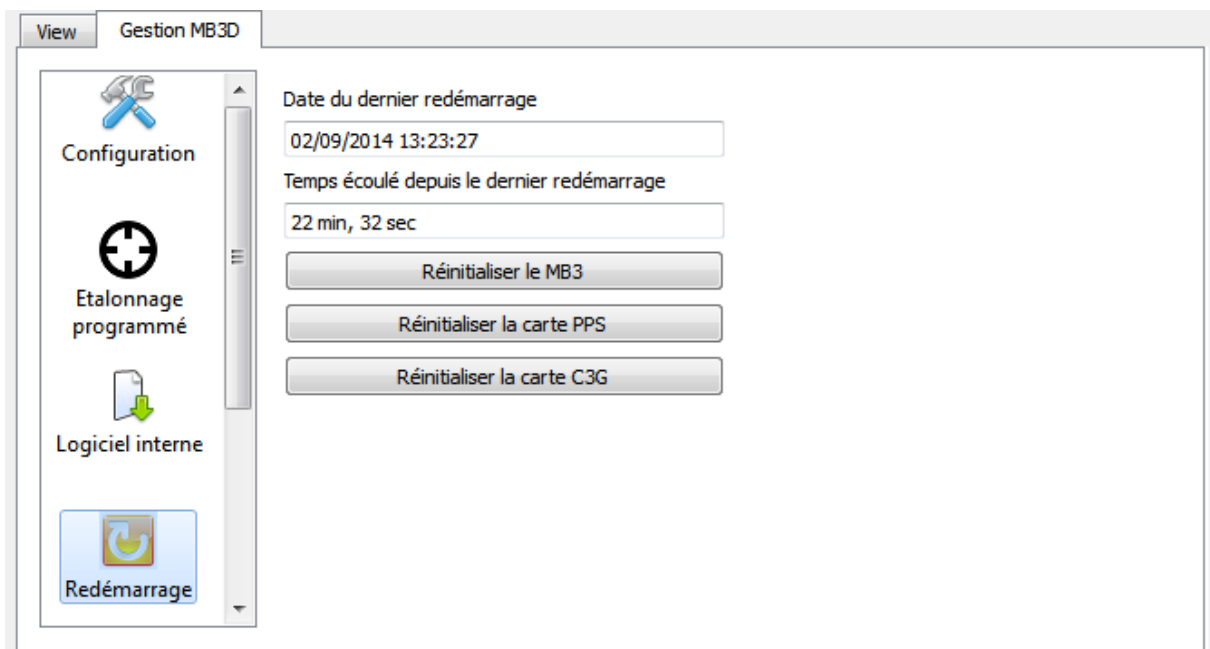 View
Gestion MB3D
Configuration
Etalonnage
programmé
Logiciel interne
Redémarrage
Date du dernier redémarrage
02/09/2014 13:23:27
Temps écoulé depuis le dernier redémarrage
22 min, 32 sec
Réinitialiser le MB3
Réinitialiser la carte PPS
Réinitialiser la carte C3G